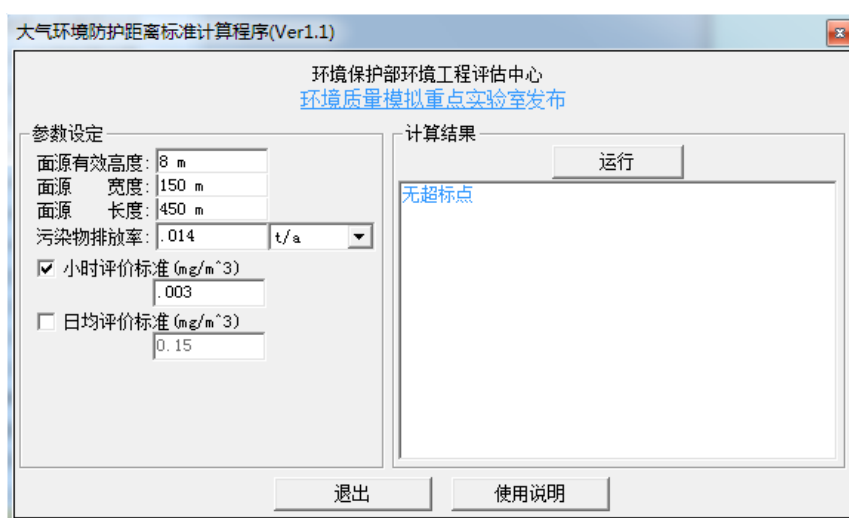 大气环境防护距离标准计算程序(Ver1.1)
环境保护部环境工程评估中心
环境质量模拟重点实验室发布
参数设定
面源有效高度: 8 m
面源 宽度: 150 m
面源 长度: 450 m
污染物排放率: .014 t/a
小时评价标准(mg/m^3)
.003
日均评价标准(mg/m^3)
0.15
计算结果
运行
无超标点
退出 使用说明